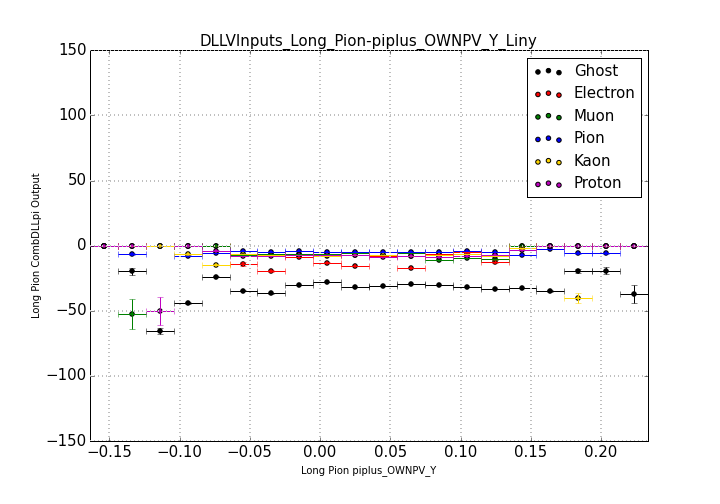 DLLVInputs_Long_Pion-piplus_OWNPV_Y_Liny
150
100
50
0
−50
−100
−150
Long Pion CombDLLpi Output
Ghost
Electron
Muon
Pion
Kaon
Proton
−0.15 −0.10 −0.05 0.00 0.05 0.10 0.15 0.20
Long Pion piplus_OWNPV_Y